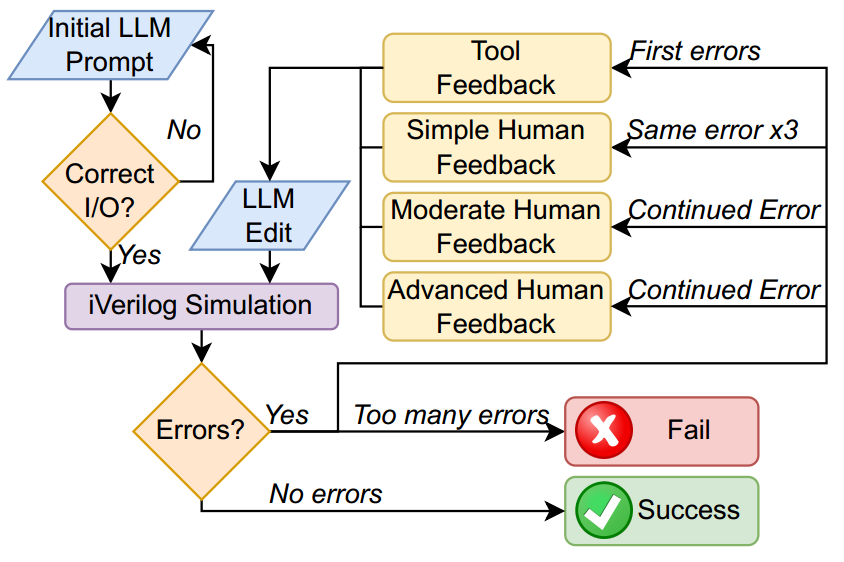 Initial LLM
Prompt
No
Correct
I/O?
Yes
LLM
Edit
iVerilog Simulation
Tool
Feedback
First errors
Simple Human
Feedback
Same error x3
Moderate Human
Feedback
Continued Error
Advanced Human
Feedback
Continued Error
Errors?
Yes
Too many errors
Fail
No errors
Success